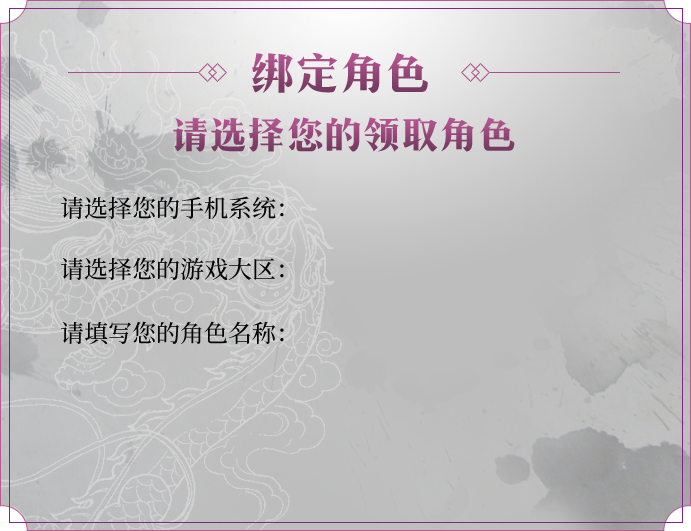 绑定角色
请选择您的领取角色
请选择您的手机系统：
请选择您的游戏大区：
请填写您的角色名称：